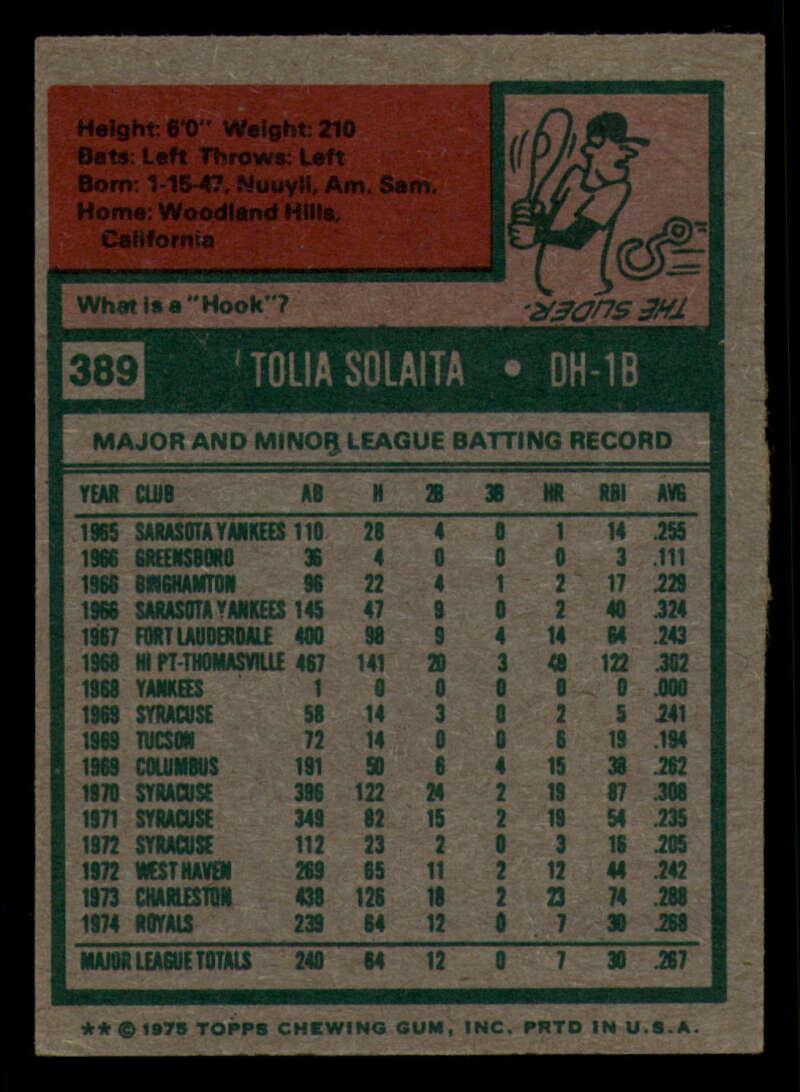 Height: 6'0" Weight: 210
Bats: Left Throws: Left
Born: 1-15-47, Nuuyli, Am. Sam.
Home: Woodland Hills,
California
What is a "Hook"?
THE SLIDER.
389 'TOLIA SOLAITA • DH-1B
MAJOR AND MINOR LEAGUE BATTING RECORD
YEAR CLUB AB H 2B 3B HR RBI AVG
1965 SARASOTA YANKEES 110 28 4 0 1 14 .255
1966 GREENSBORO 36 4 0 0 0 3 .111
1966 BINGHAMTON 96 22 4 1 2 17 .229
1966 SARASOTA YANKEES 145 47 9 0 2 40 .324
1967 FORT LAUDERDALE 400 98 9 4 14 64 .243
1968 HI PT-THOMASVILLE 467 141 20 3 49 122 .302
1968 YANKEES 1 0 0 0 0 0 .000
1969 SYRACUSE 58 14 3 0 2 5 .241
1969 TUCSON 72 14 0 0 6 19 .194
1969 COLUMBUS 191 50 6 4 15 38 .262
1970 SYRACUSE 396 122 24 2 19 87 .308
1971 SYRACUSE 349 82 15 2 19 54 .235
1972 SYRACUSE 112 23 2 0 3 16 .205
1972 WEST HAVEN 269 65 11 2 12 44 .242
1973 CHARLESTON 438 126 18 2 23 74 .288
1974 ROYALS 239 64 12 0 7 30 .268
MAJOR LEAGUE TOTALS 240 64 12 0 7 30 .267
** © 1975 TOPPS CHEWING GUM, INC. PRTD IN U.S.A.